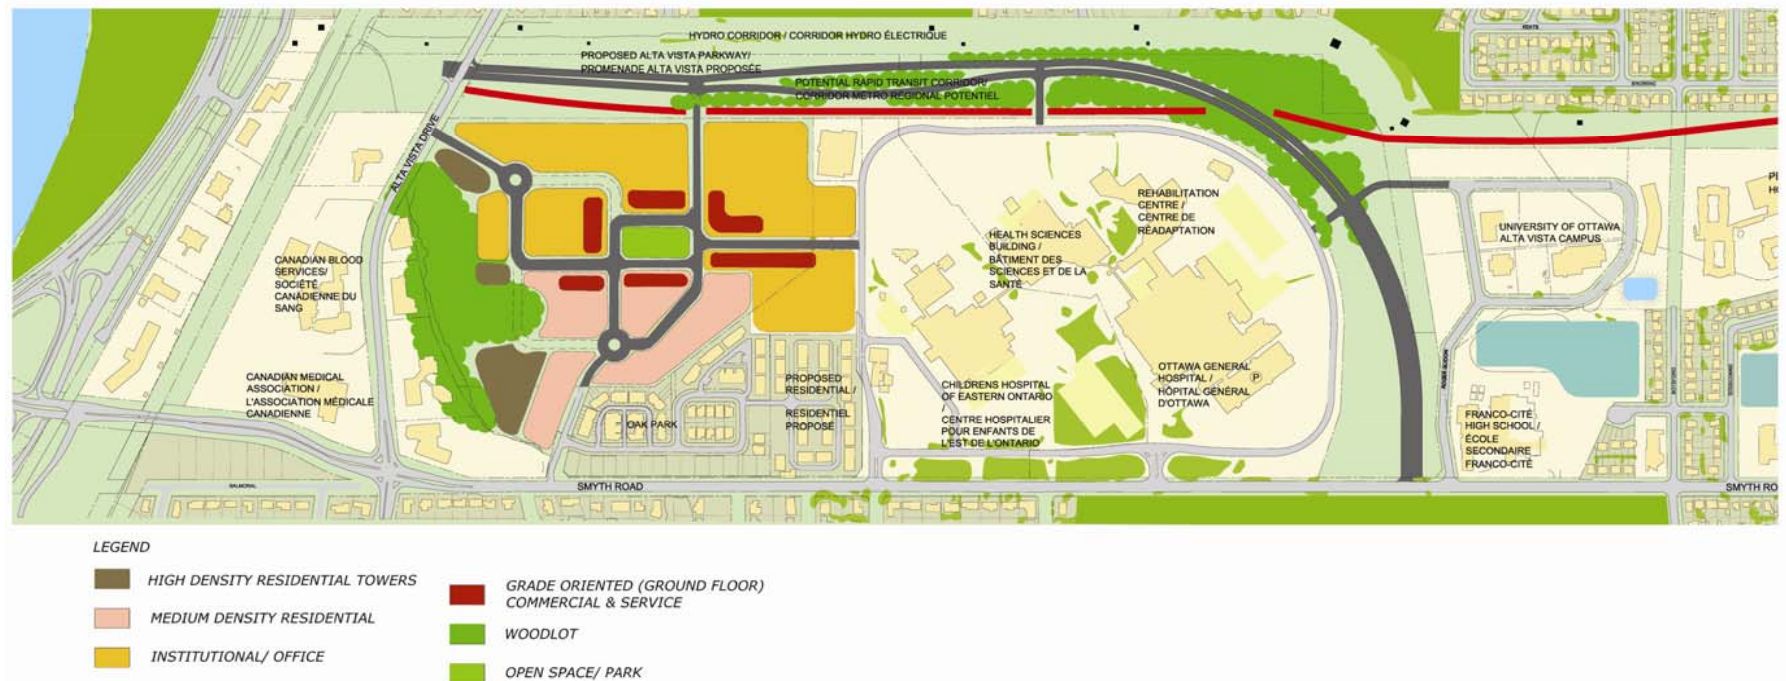 HYDRO CORRIDOR / CORRIDOR HYDRO ÉLECTRIQUE
PROPOSED ALTA VISTA PARKWAY/
PROMENADE ALTA VISTA PROPOSÉE
POTENTIAL RAPID TRANSIT CORRIDOR/
CORRIDOR MÉTRO RÉGIONAL POTENTIEL
ALTA VISTA DRIVE
REHABILITATION
CENTRE /
CENTRE DE
RÉADAPTATION
HEALTH SCIENCES
BUILDING /
BÂTIMENT DES
SCIENCES ET DE LA
SANTÉ
UNIVERSITY OF OTTAWA
ALTA VISTA CAMPUS
CANADIAN BLOOD
SERVICES/
SOCIÉTÉ
CANADIENNE DU
SANG
CANADIAN MEDICAL
ASSOCIATION /
L'ASSOCIATION MÉDICALE
CANADIENNE
OAK PARK
PROPOSED
RESIDENTIAL /
RESIDENTIEL
PROPOSÉ
CHILDRENS HOSPITAL
OF EASTERN ONTARIO
/
CENTRE HOSPITALIER
POUR ENFANTS DE
L'EST DE L'ONTARIO
OTTAWA GENERAL
HOSPITAL /
HÔPITAL GÉNÉRAL
D'OTTAWA
P
FRANCO-CITÉ
HIGH SCHOOL /
ÉCOLE
SECONDAIRE
FRANCO-CITÉ
BALMORAL
SMYTH ROAD
SMYTH RO
LEGEND
HIGH DENSITY RESIDENTIAL TOWERS
MEDIUM DENSITY RESIDENTIAL
INSTITUTIONAL/ OFFICE
GRADE ORIENTED (GROUND FLOOR)
COMMERCIAL & SERVICE
WOODLOT
OPEN SPACE/ PARK